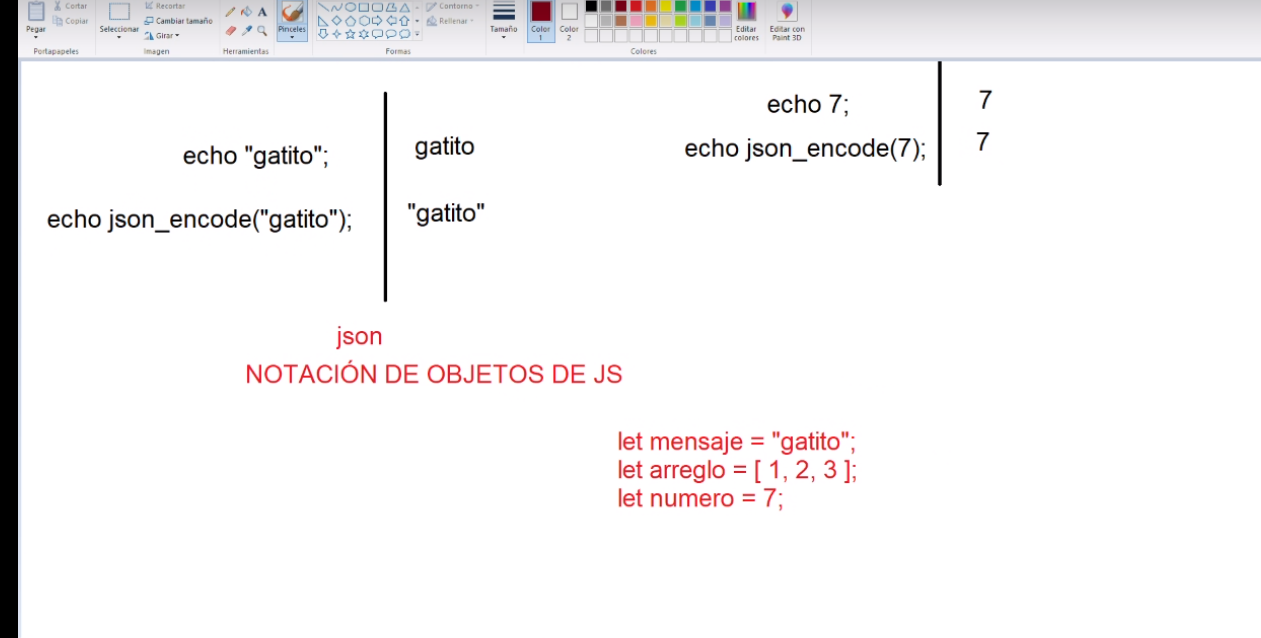 Cortar
Recortar
Contorno
Copiar
Cambiar tamaño
Rellenar
Pegar
Seleccionar
Girar
A
Pinceles
Tamaño
Color 1
Color 2
Editar colores
Editar con Paint 3D
Portapapeles
Imagen
Herramientas
Formas
Colores
echo "gatito";
gatito
echo json_encode("gatito");
"gatito"
echo 7;
7
echo json_encode(7);
7
json
NOTACIÓN DE OBJETOS DE JS
let mensaje = "gatito";
let arreglo = [ 1, 2, 3 ];
let numero = 7;